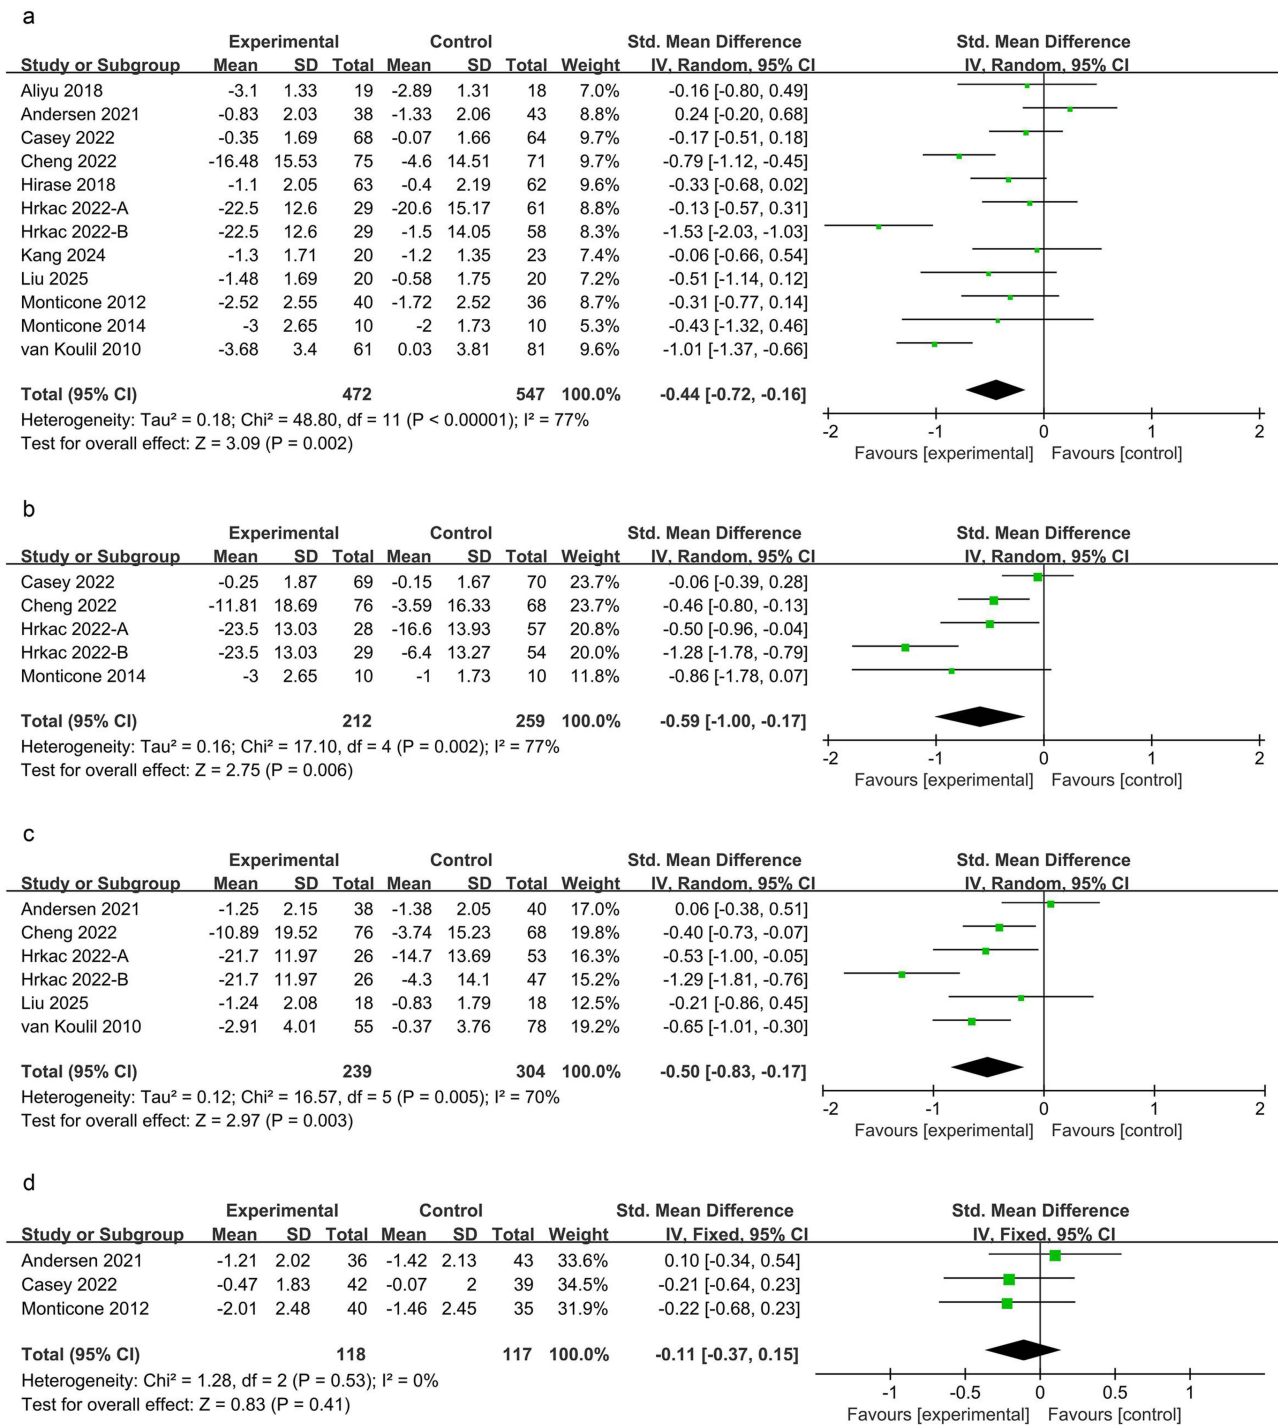 a
Experimental Control Std. Mean Difference Std. Mean Difference
Study or Subgroup Mean SD Total Mean SD Total Weight IV, Random, 95% CI IV, Random, 95% CI
Aliyu 2018 -3.1 1.33 19 -2.89 1.31 18 7.0% -0.16 [-0.80, 0.49]
Andersen 2021 -0.83 2.03 38 -1.33 2.06 43 8.8% 0.24 [-0.20, 0.68]
Casey 2022 -0.35 1.69 68 -0.07 1.66 64 9.7% -0.17 [-0.51, 0.18]
Cheng 2022 -16.48 15.53 75 -4.6 14.51 71 9.7% -0.79 [-1.12, -0.45]
Hirase 2018 -1.1 2.05 63 -0.4 2.19 62 9.6% -0.33 [-0.68, 0.02]
Hrkac 2022-A -22.5 12.6 29 -20.6 15.17 61 8.8% -0.13 [-0.57, 0.31]
Hrkac 2022-B -22.5 12.6 29 -1.5 14.05 58 8.3% -1.53 [-2.03, -1.03]
Kang 2024 -1.3 1.71 20 -1.2 1.35 23 7.4% -0.06 [-0.66, 0.54]
Liu 2025 -1.48 1.69 20 -0.58 1.75 20 7.2% -0.51 [-1.14, 0.12]
Monticone 2012 -2.52 2.55 40 -1.72 2.52 36 8.7% -0.31 [-0.77, 0.14]
Monticone 2014 -3 2.65 10 -2 1.73 10 5.3% -0.43 [-1.32, 0.46]
van Koulil 2010 -3.68 3.4 61 0.03 3.81 81 9.6% -1.01 [-1.37, -0.66]
Total (95% CI) 472 547 100.0% -0.44 [-0.72, -0.16]
Heterogeneity: Tau² = 0.18; Chi² = 48.80, df = 11 (P < 0.00001); I² = 77%
Test for overall effect: Z = 3.09 (P = 0.002)
-2 -1 0 1 2
Favours [experimental] Favours [control]
b
Experimental Control Std. Mean Difference Std. Mean Difference
Study or Subgroup Mean SD Total Mean SD Total Weight IV, Random, 95% CI IV, Random, 95% CI
Casey 2022 -0.25 1.87 69 -0.15 1.67 70 23.7% -0.06 [-0.39, 0.28]
Cheng 2022 -11.81 18.69 76 -3.59 16.33 68 23.7% -0.46 [-0.80, -0.13]
Hrkac 2022-A -23.5 13.03 28 -16.6 13.93 57 20.8% -0.50 [-0.96, -0.04]
Hrkac 2022-B -23.5 13.03 29 -6.4 13.27 54 20.0% -1.28 [-1.78, -0.79]
Monticone 2014 -3 2.65 10 -1 1.73 10 11.8% -0.86 [-1.78, 0.07]
Total (95% CI) 212 259 100.0% -0.59 [-1.00, -0.17]
Heterogeneity: Tau² = 0.16; Chi² = 17.10, df = 4 (P = 0.002); I² = 77%
Test for overall effect: Z = 2.75 (P = 0.006)
-2 -1 0 1 2
Favours [experimental] Favours [control]
c
Experimental Control Std. Mean Difference Std. Mean Difference
Study or Subgroup Mean SD Total Mean SD Total Weight IV, Random, 95% CI IV, Random, 95% CI
Andersen 2021 -1.25 2.15 38 -1.38 2.05 40 17.0% 0.06 [-0.38, 0.51]
Cheng 2022 -10.89 19.52 76 -3.74 15.23 68 19.8% -0.40 [-0.73, -0.07]
Hrkac 2022-A -21.7 11.97 26 -14.7 13.69 53 16.3% -0.53 [-1.00, -0.05]
Hrkac 2022-B -21.7 11.97 26 -4.3 14.1 47 15.2% -1.29 [-1.81, -0.76]
Liu 2025 -1.24 2.08 18 -0.83 1.79 18 12.5% -0.21 [-0.86, 0.45]
van Koulil 2010 -2.91 4.01 55 -0.37 3.76 78 19.2% -0.65 [-1.01, -0.30]
Total (95% CI) 239 304 100.0% -0.50 [-0.83, -0.17]
Heterogeneity: Tau² = 0.12; Chi² = 16.57, df = 5 (P = 0.005); I² = 70%
Test for overall effect: Z = 2.97 (P = 0.003)
-2 -1 0 1 2
Favours [experimental] Favours [control]
d
Experimental Control Std. Mean Difference Std. Mean Difference
Study or Subgroup Mean SD Total Mean SD Total Weight IV, Fixed, 95% CI IV, Fixed, 95% CI
Andersen 2021 -1.21 2.02 36 -1.42 2.13 43 33.6% 0.10 [-0.34, 0.54]
Casey 2022 -0.47 1.83 42 -0.07 2 39 34.5% -0.21 [-0.64, 0.23]
Monticone 2012 -2.01 2.48 40 -1.46 2.45 35 31.9% -0.22 [-0.68, 0.23]
Total (95% CI) 118 117 100.0% -0.11 [-0.37, 0.15]
Heterogeneity: Chi² = 1.28, df = 2 (P = 0.53); I² = 0%
Test for overall effect: Z = 0.83 (P = 0.41)
-1 -0.5 0 0.5 1
Favours [experimental] Favours [control]